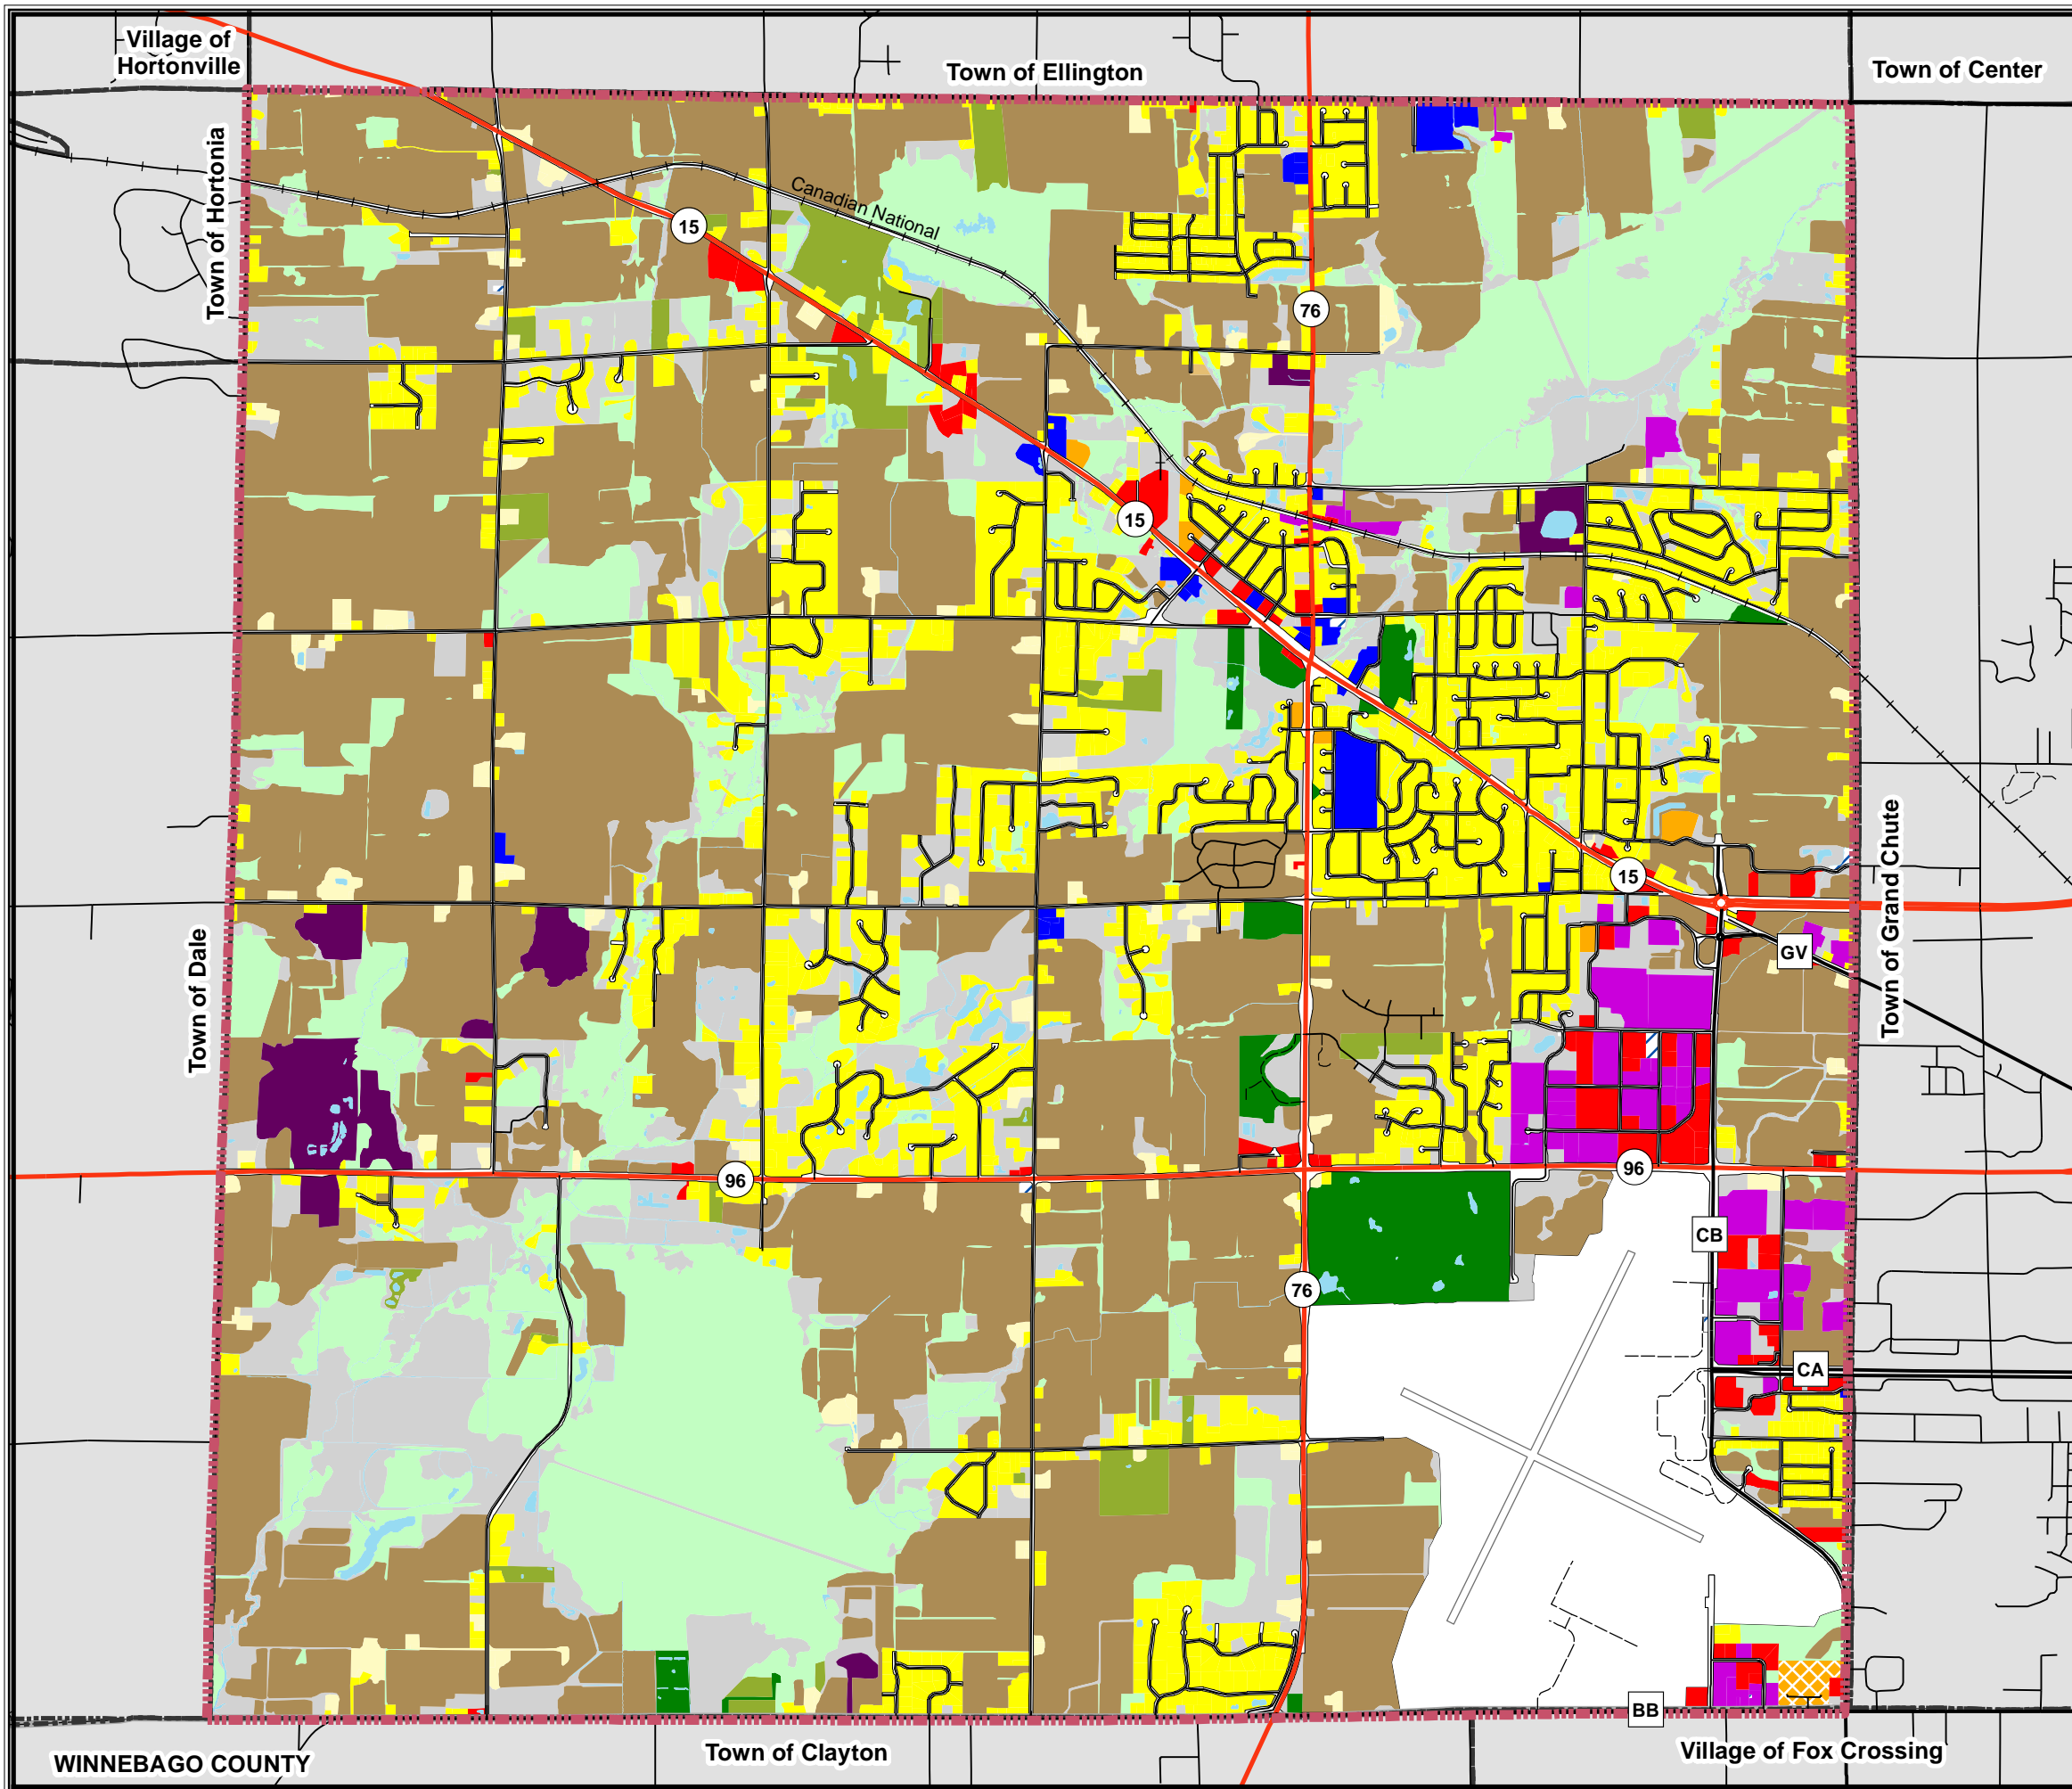 Village of
Hortonville
Town of Ellington
Town of Center
Town of Hortonia
Canadian National
15
76
15
15
Town of Grand Chute
GV
Town of Dale
96
96
CB
76
CA
BB
Town of Clayton
Village of Fox Crossing
WINNEBAGO COUNTY